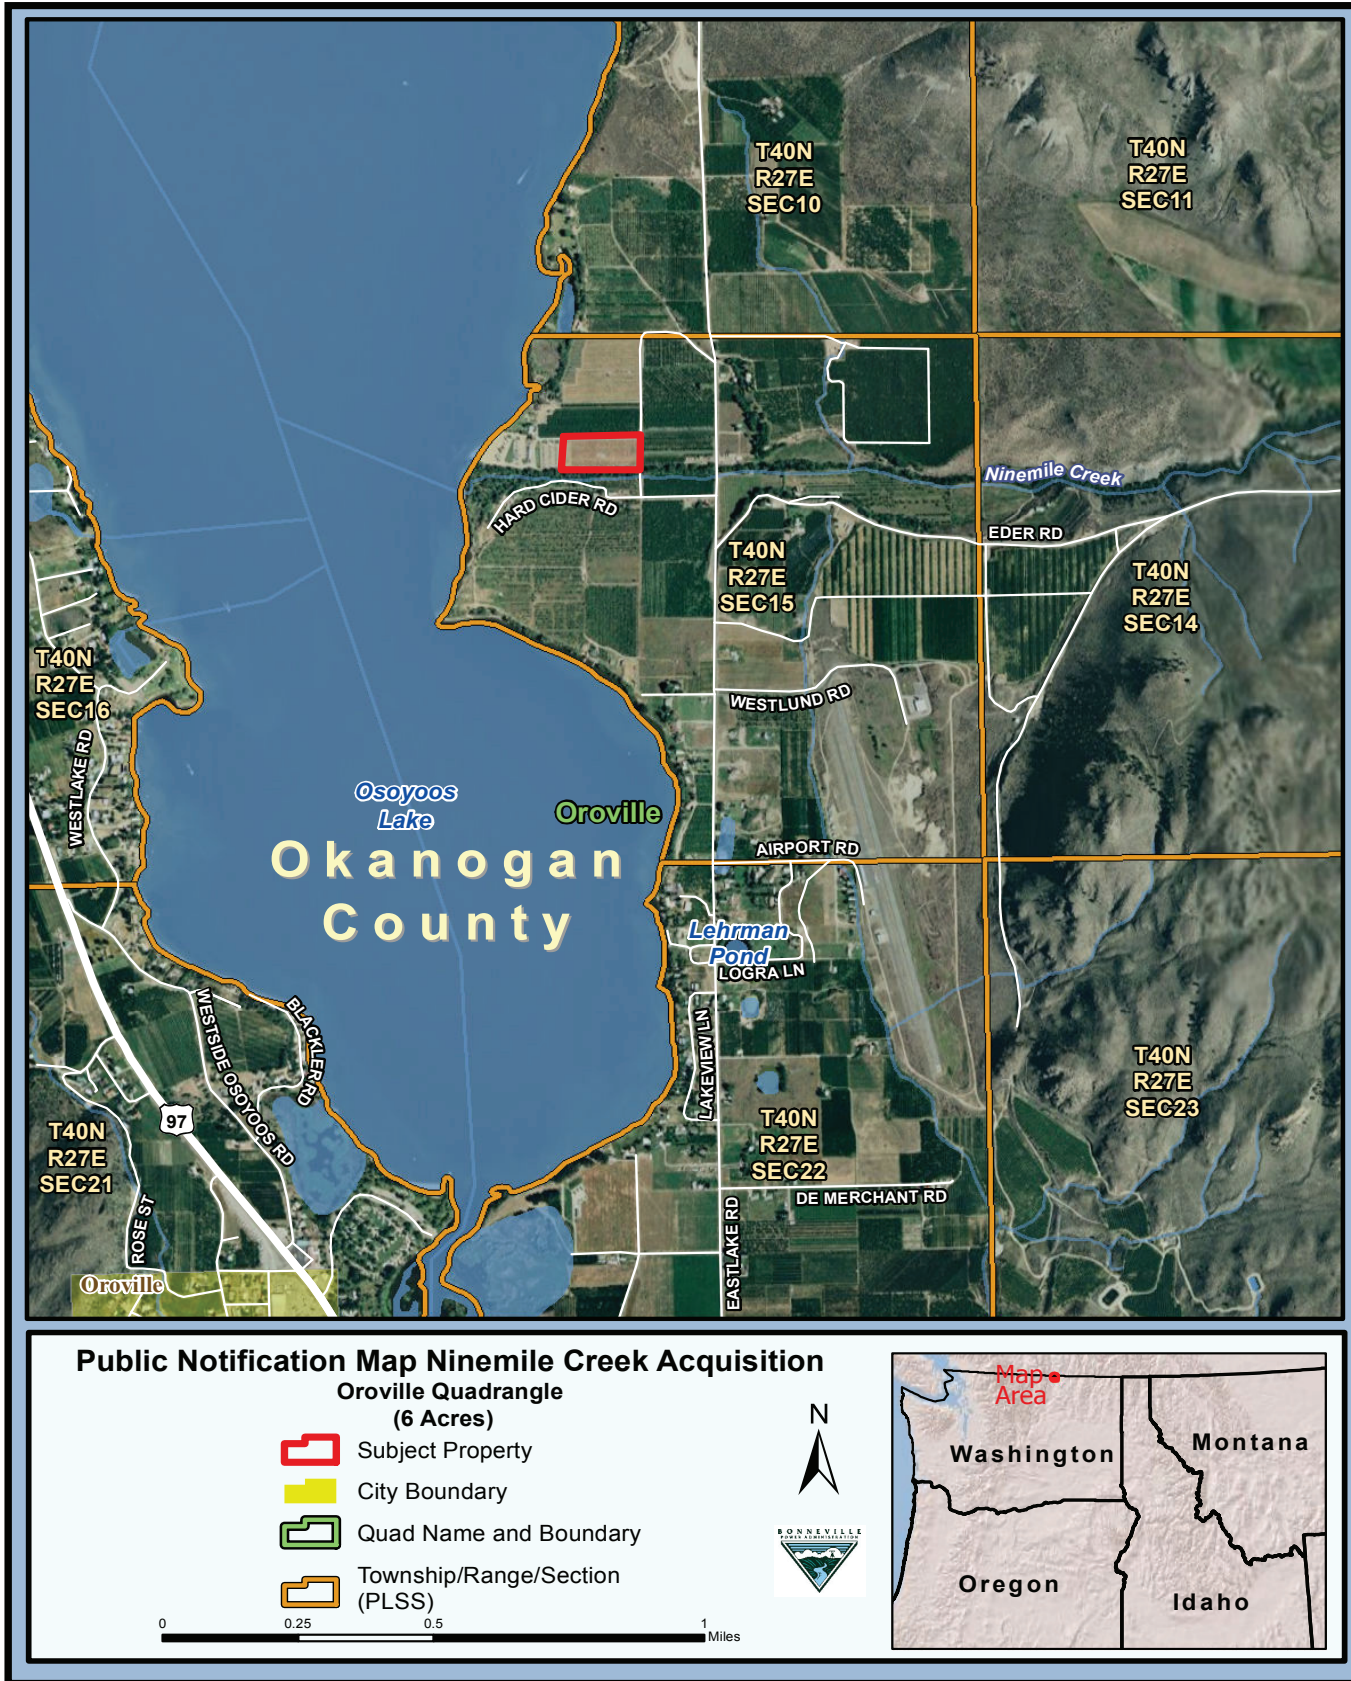 T40N
R27E
SEC10
T40N
R27E
SEC11
Ninemile Creek
HARD CIDER RD
EDER RD
T40N
R27E
SEC15
T40N
R27E
SEC14
T40N
R27E
SEC16
WESTLUND RD
WESTLAKE RD
Osoyoos
Lake
Oroville
Okanogan
County
AIRPORT RD
Lehrman
Pond
LOGRA LN
LAKEVIEW LN
BLACKLER RD
WESTSIDE OSOYOOS RD
97
T40N
R27E
SEC21
T40N
R27E
SEC22
T40N
R27E
SEC23
DE MERCHANT RD
EASTLAKE RD
ROSE ST
Oroville
Public Notification Map Ninemile Creek Acquisition
Oroville Quadrangle
(6 Acres)
Subject Property
City Boundary
Quad Name and Boundary
Township/Range/Section
(PLSS)
0 0.25 0.5 1
Miles
N
BONNEVILLE
POWER ADMINISTRATION
Map
Area
Washington
Montana
Oregon
Idaho